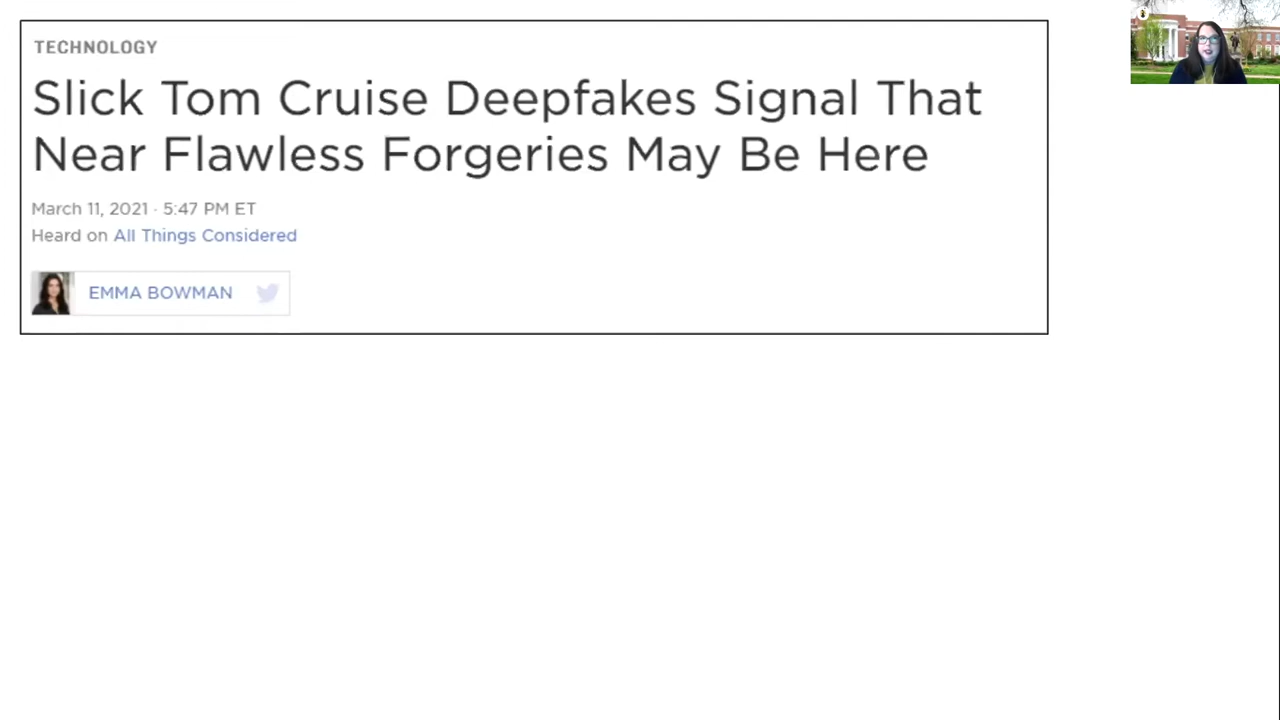 TECHNOLOGY
Slick Tom Cruise Deepfakes Signal That
Near Flawless Forgeries May Be Here
March 11, 2021 · 5:47 PM ET
Heard on All Things Considered
EMMA BOWMAN